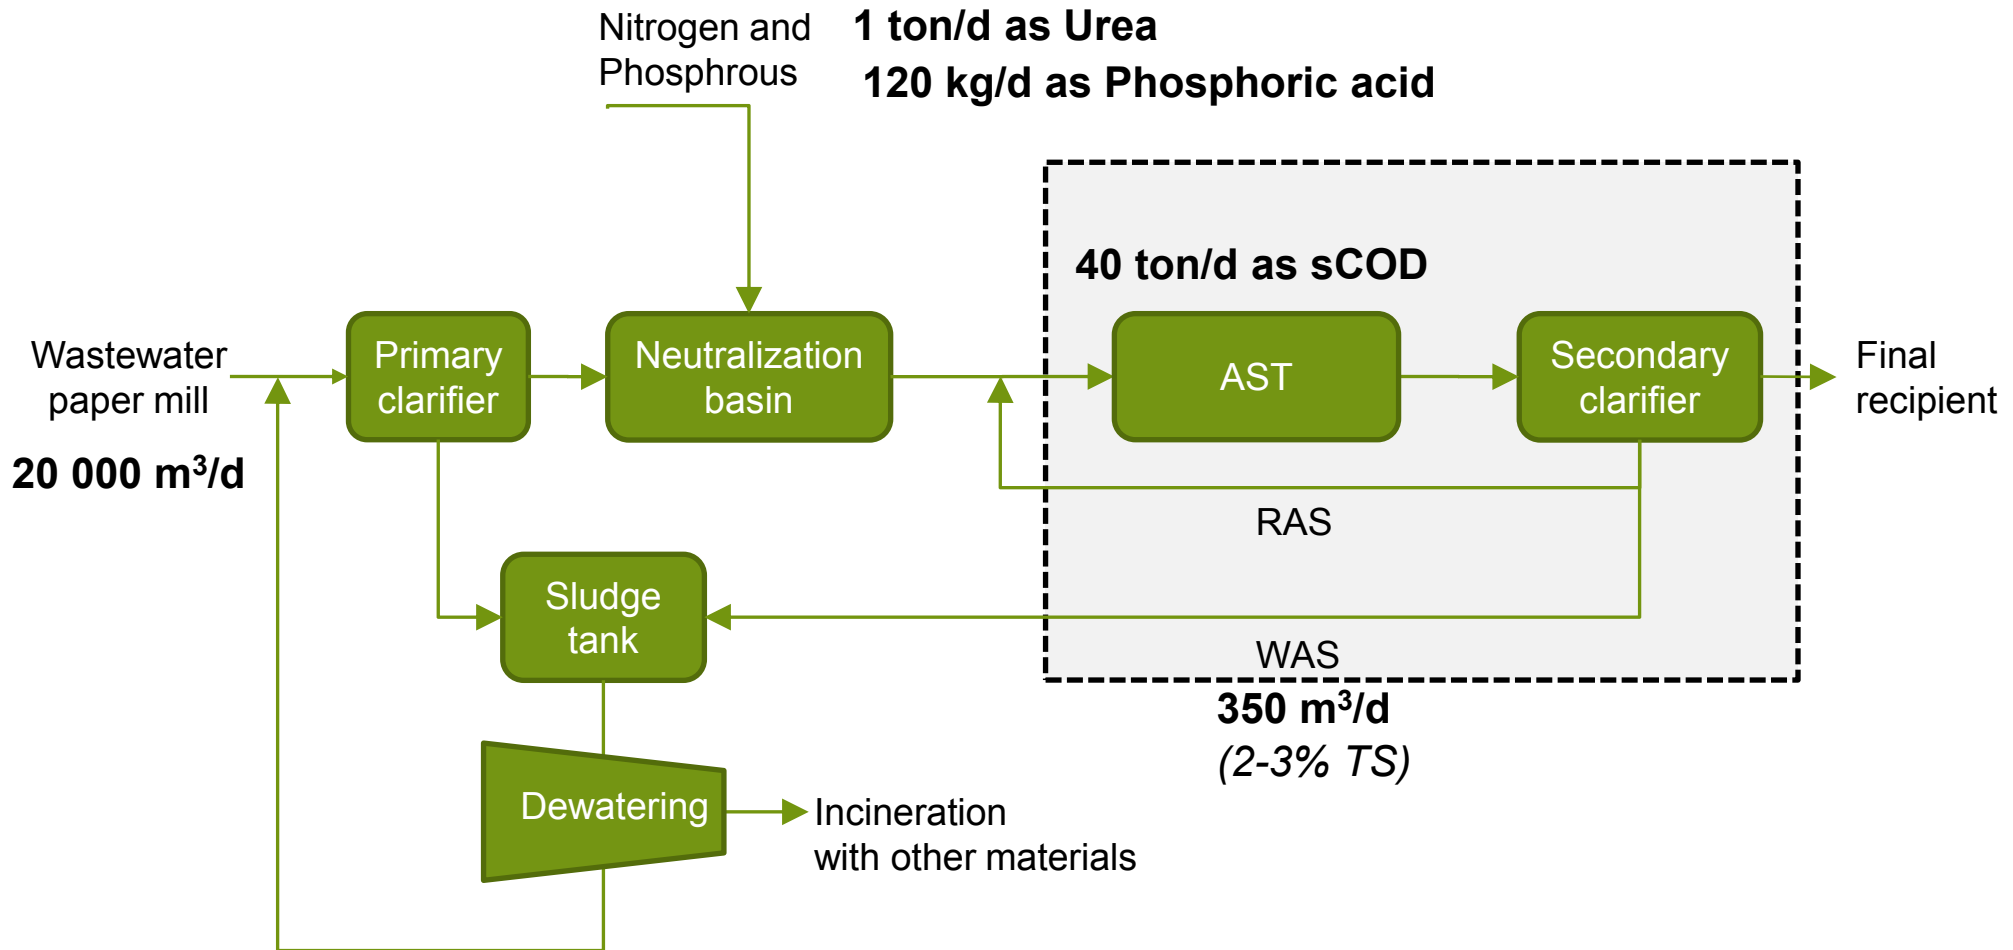 Nitrogen and
Phosphrous
1 ton/d as Urea
120 kg/d as Phosphoric acid
40 ton/d as sCOD
Wastewater
paper mill
20 000 m³/d
Primary
clarifier
Neutralization
basin
AST
Secondary
clarifier
Final
recipient
RAS
Sludge
tank
WAS
350 m³/d
(2-3% TS)
Dewatering
Incineration
with other materials